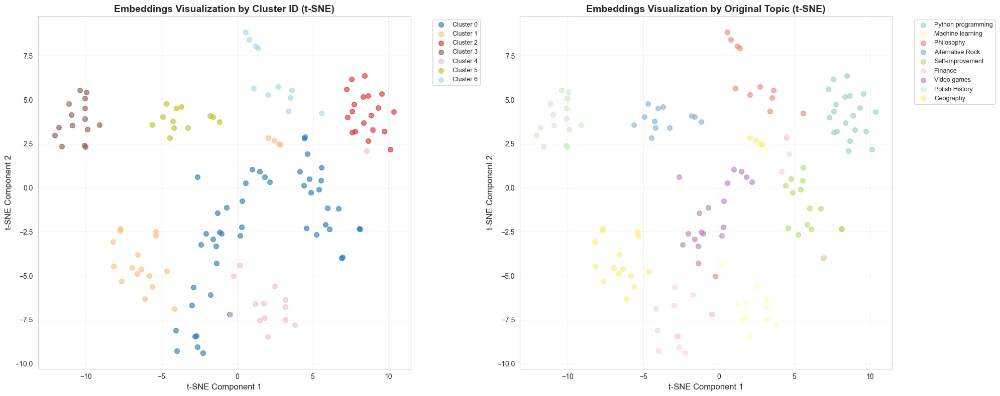 Embeddings Visualization by Cluster ID (t-SNE)
7.5
5.0
2.5
0.0
−2.5
−5.0
−7.5
−10.0
−10
−5
0
5
10
t-SNE Component 1
t-SNE Component 2
Cluster 0
Cluster 1
Cluster 2
Cluster 3
Cluster 4
Cluster 5
Cluster 6
Embeddings Visualization by Original Topic (t-SNE)
7.5
5.0
2.5
0.0
−2.5
−5.0
−7.5
−10.0
−10
−5
0
5
10
t-SNE Component 1
t-SNE Component 2
Python programming
Machine learning
Philosophy
Alternative Rock
Self-improvement
Finance
Video games
Polish History
Geography